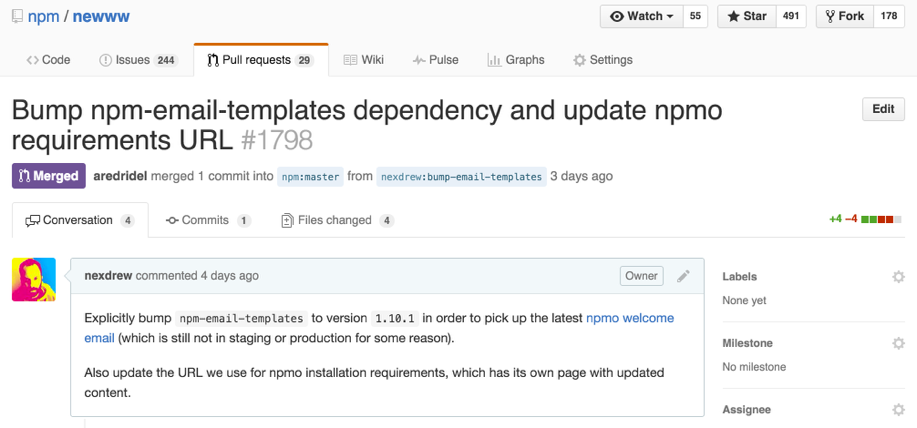 npm / newww
Watch 55 Star 491 Fork 178
Code Issues 244 Pull requests 29 Wiki Pulse Graphs Settings
Bump npm-email-templates dependency and update npmo
requirements URL #1798
Edit
Merged aredridel merged 1 commit into npm:master from nexdrew:bump-email-templates 3 days ago
Conversation 4 Commits 1 Files changed 4 +4 −4
nexdrew commented 4 days ago Owner
Explicitly bump npm-email-templates to version 1.10.1 in order to pick up the latest npmo welcome
email (which is still not in staging or production for some reason).
Also update the URL we use for npmo installation requirements, which has its own page with updated
content.
Labels
None yet
Milestone
No milestone
Assignee